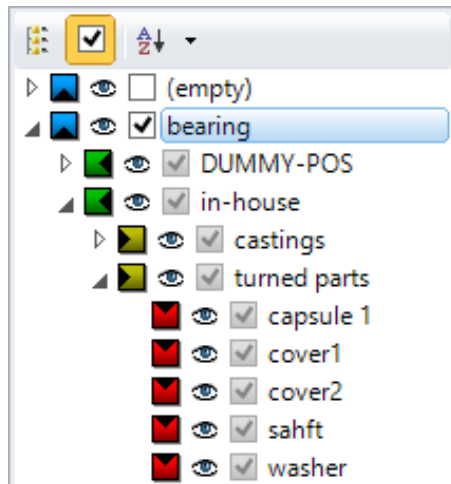 A
Z
(empty)
bearing
DUMMY-POS
in-house
castings
turned parts
capsule 1
cover1
cover2
sahft
washer